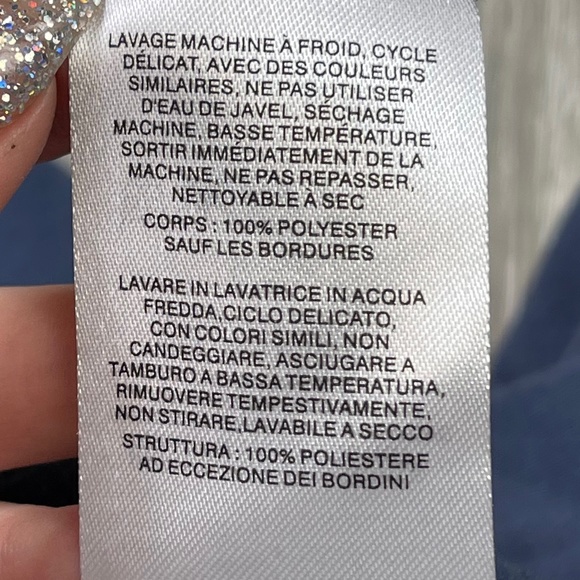 LAVAGE MACHINE À FROID, CYCLE
DÉLICAT, AVEC DES COULEURS
SIMILAIRES, NE PAS UTILISER
D'EAU DE JAVEL, SÉCHAGE
MACHINE, BASSE TEMPÉRATURE,
SORTIR IMMÉDIATEMENT DE LA
MACHINE, NE PAS REPASSER,
NETTOYABLE À SEC
CORPS : 100% POLYESTER
SAUF LES BORDURES
LAVARE IN LAVATRICE IN ACQUA
FREDDA, CICLO DELICATO,
CON COLORI SIMILI, NON
CANDEGGIARE, ASCIUGARE A
TAMBURO A BASSA TEMPERATURA,
RIMUOVERE TEMPESTIVAMENTE,
NON STIRARE, LAVABILE A SECCO
STRUTTURA : 100% POLIESTERE
AD ECCEZIONE DEI BORDINI